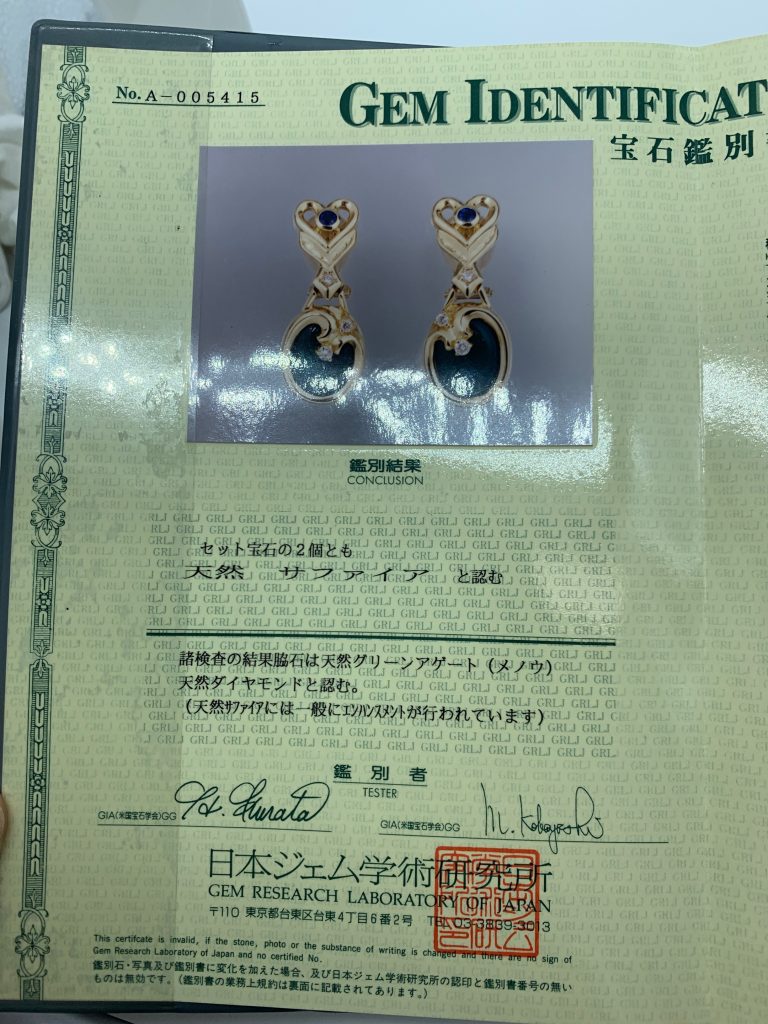 No. A-005415
GEM IDENTIFICAT
宝石鑑別
鑑別結果
CONCLUSION
セット宝石の2個とも
天然 サファイア と認む
諸検査の結果脇石は天然グリーンアゲート（メノウ）
天然ダイヤモンドと認む。
(天然ｻﾌｧｲｱには一般にｴﾝﾊﾝｽﾒﾝﾄが行われています)
鑑別者
TESTER
GIA(米国宝石学会)GG
GIA(米国宝石学会)GG M. Kobayashi
日本ジェム学術研究所
GEM RESEARCH LABORATORY OF JAPAN
〒110 東京都台東区台東4丁目6番2号 TEL 03-3839-3013
This certifcate is invalid, if the stone, photo or the substance of writing is changed and there are no sign of
Gem Research Laboratory of Japan and no certified No.
鑑別石・写真及び鑑別書に変化を加えた場合、及び日本ジェム学術研究所の認印と鑑別書番号の無い
ものは無効です。（鑑別書の業務上規約は裏面に記載されてあります。）